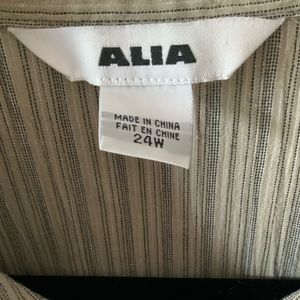 ALIA
MADE IN CHINA
FAIT EN CHINE
24W